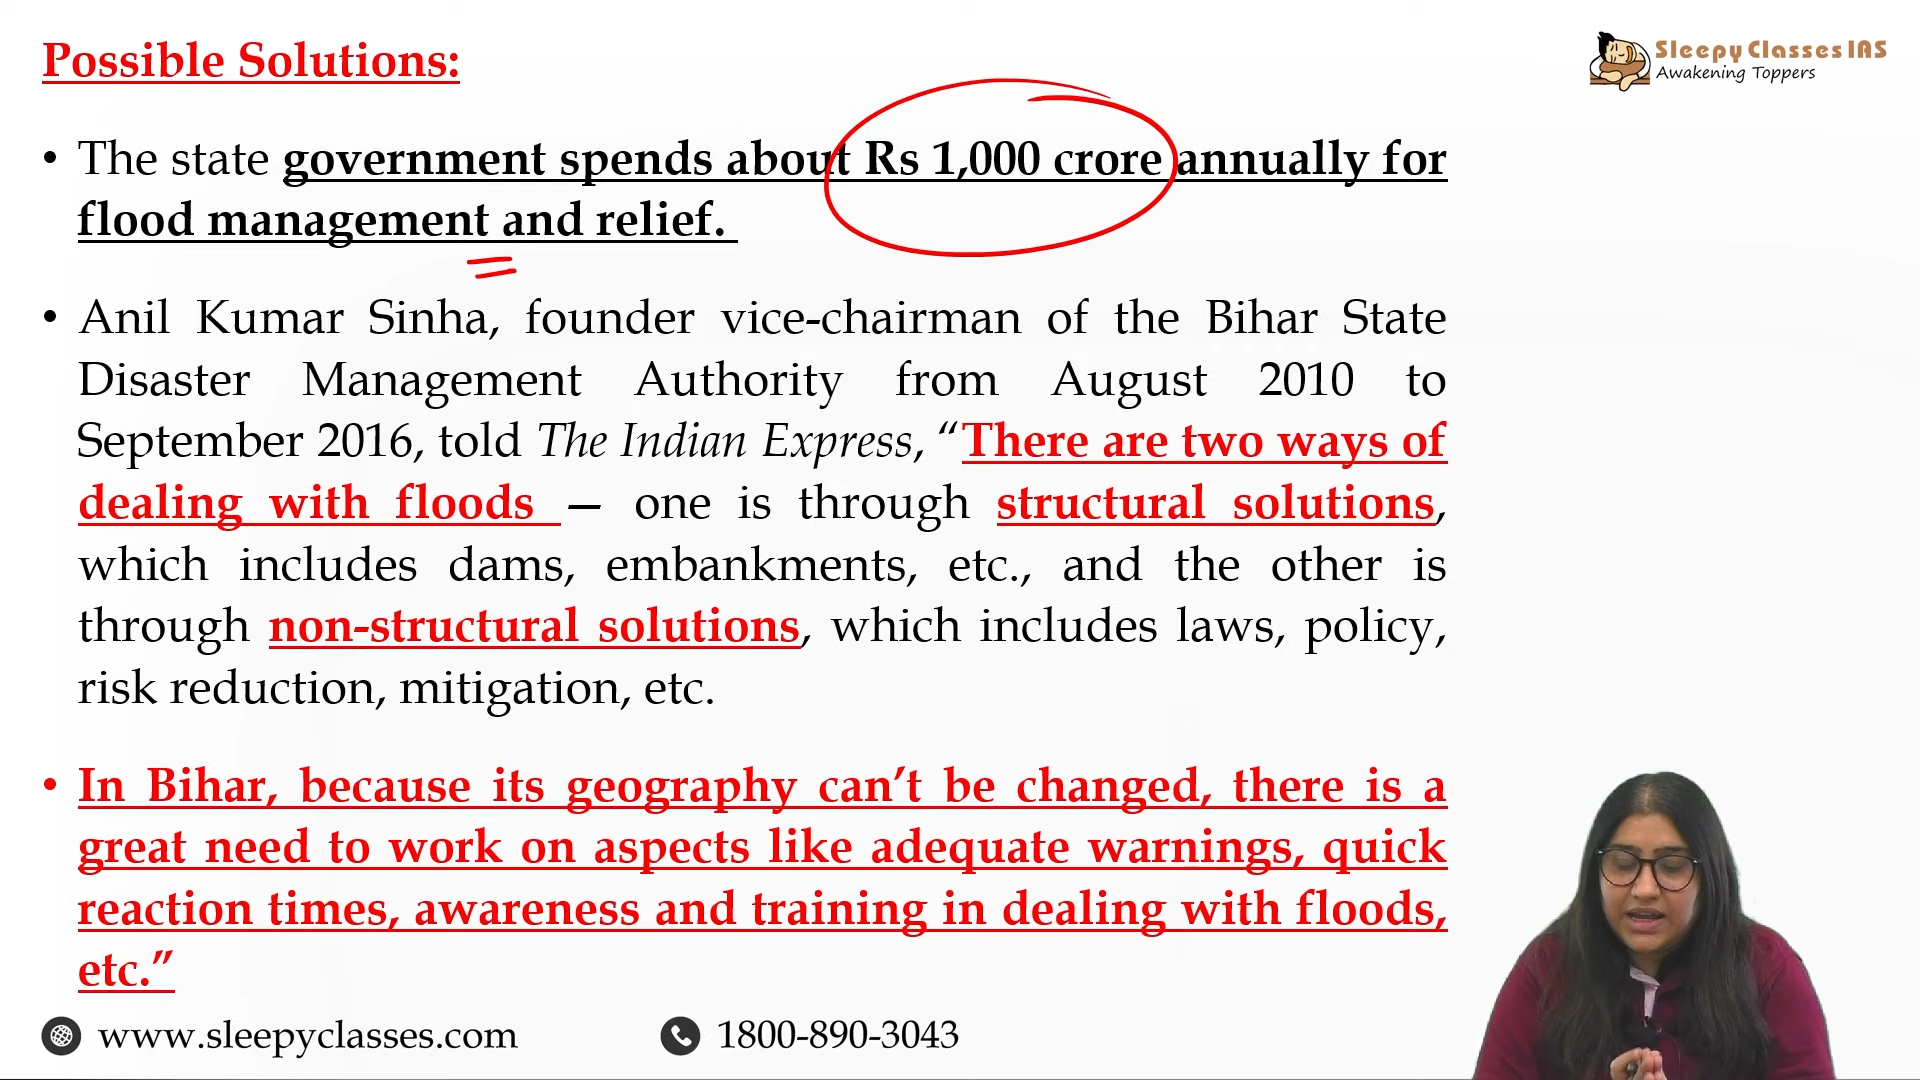 Possible Solutions:
Sleepy Classes IAS
Awakening Toppers
• The state government spends about Rs 1,000 crore annually for
flood management and relief.
• Anil Kumar Sinha, founder vice-chairman of the Bihar State
Disaster Management Authority from August 2010 to
September 2016, told The Indian Express, “There are two ways of
dealing with floods — one is through structural solutions,
which includes dams, embankments, etc., and the other is
through non-structural solutions, which includes laws, policy,
risk reduction, mitigation, etc.
• In Bihar, because its geography can’t be changed, there is a
great need to work on aspects like adequate warnings, quick
reaction times, awareness and training in dealing with floods,
etc.”
www.sleepyclasses.com
1800-890-3043